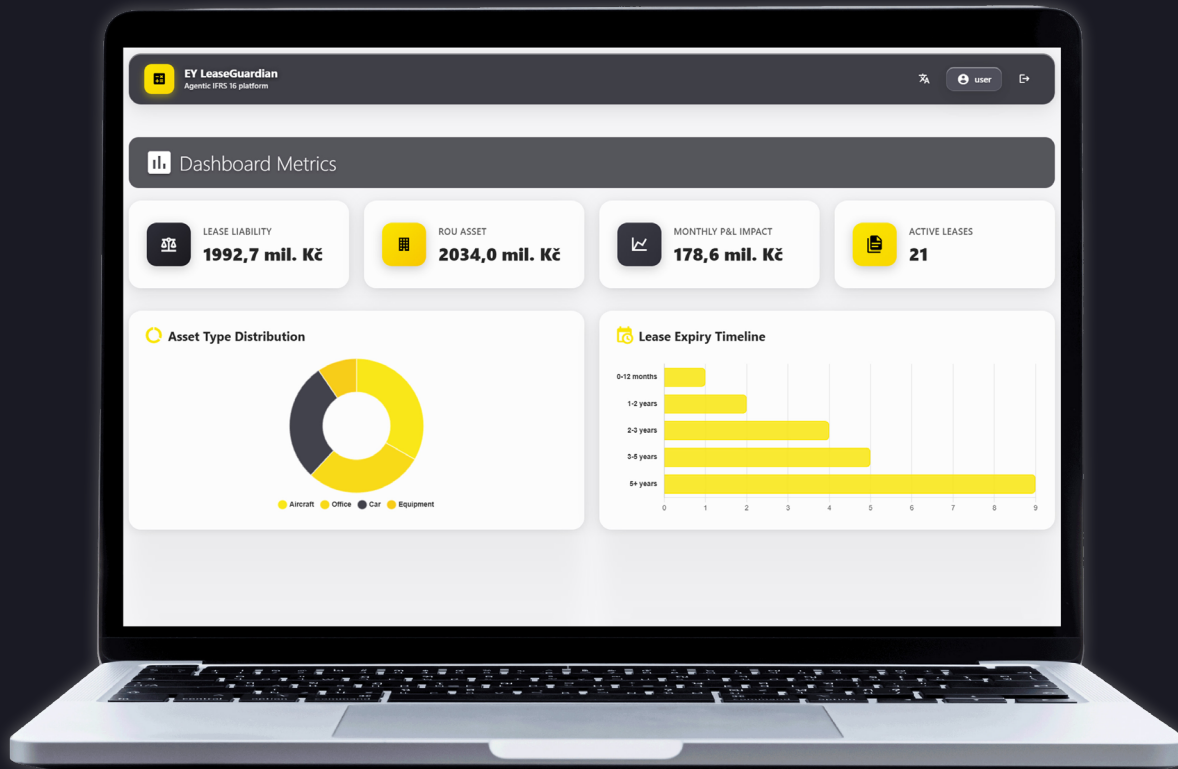 EY LeaseGuardian
Agentic IFRS 16 platform
user
Dashboard Metrics
LEASE LIABILITY
1992,7 mil. Kč
ROU ASSET
2034,0 mil. Kč
MONTHLY P&L IMPACT
178,6 mil. Kč
ACTIVE LEASES
21
Asset Type Distribution
Aircraft Office Car Equipment
Lease Expiry Timeline
0-12 months
1-2 years
2-3 years
3-5 years
5+ years
0 1 2 3 4 5 6 7 8 9